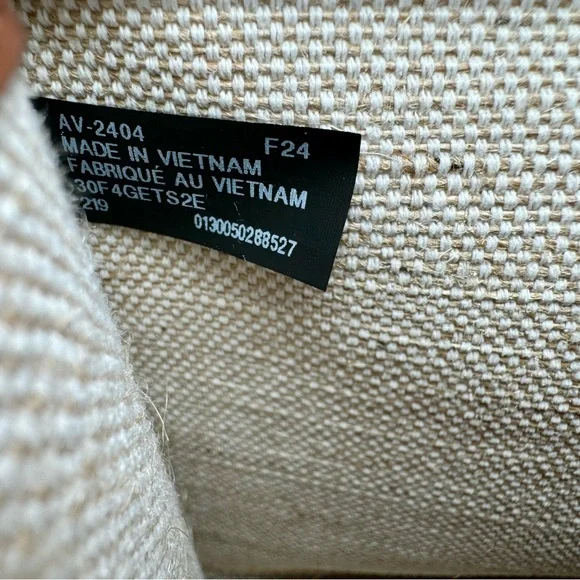 AV-2404 F24
MADE IN VIETNAM
FABRIQUÉ AU VIETNAM
30F4GETS2E
219 0130050288527